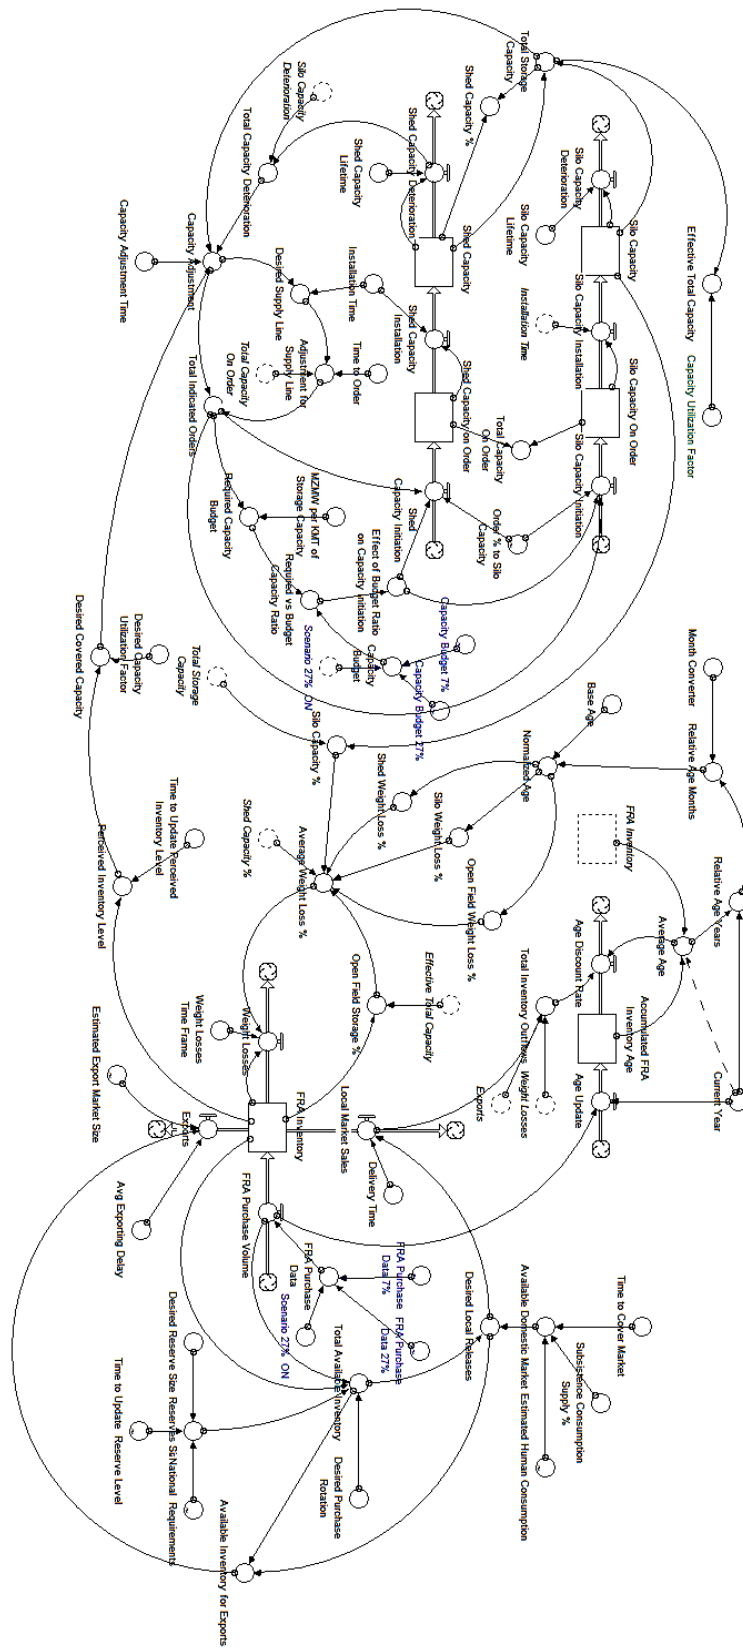 Effective Total Capacity
Capacity Utilization Factor
Month Converter
Relative Age Months
Relative Age Years
Current Year
Time to Cover Market
Total Storage
Capacity
Silo Capacity
Deterioration
Silo Capacity
Silo Capacity Installation
Silo Capacity On Order
Silo Capacity Initiation
Silo Capacity
Lifetime
Installation Time
Base Age
FRA Inventory
Average Age
Age Discount Rate
Accumulated FRA
Inventory Age
Age Update
Subsistence Consumption
Supply %
Available Domestic Market
Estimated Human Consumption
Shed Capacity %
Total Capacity
On Order
Order % to Silo
Capacity
Normalized Age
Total Inventory Outflows
Weight Losses
Exports
Desired Local Releases
Shed Capacity Deterioration
Shed Capacity
Shed Capacity
Installation
Shed Capacity on Order
Shed
Capacity Initiation
Capacity Budget 7%
Capacity Budget 27%
Silo Weight Loss %
Open Field Weight Loss %
Effective Total Capacity
Shed Capacity
Lifetime
Installation Time
Time to Order
Effect of Budget Ratio
on Capacity Initiation
Capacity
Budget
Shed Weight Loss %
Open Field Storage %
Local Market Sales
Delivery Time
FRA Purchase
Data 7%
FRA Purchase
Data 27%
Silo Capacity
Deterioration
Desired Supply Line
Adjustment for
Supply Line
MZMW per KMT of
Storage Capacity
Required vs Budget
Capacity Ratio
Scenario 27% ON
Silo Capacity %
Average Weight Loss %
FRA Inventory
FRA Purchase
Data
Scenario 27% ON
Total Available
Inventory
Desired Purchase
Rotation
Total Capacity Deterioration
Total Capacity
On Order
Required Capacity
Budget
Shed Capacity %
Weight Losses
FRA Purchase Volume
Capacity Adjustment
Total Indicated Orders
Total Storage
Capacity
Weight Losses
Time Frame
Exports
Available Inventory for Exports
Capacity Adjustment Time
Desired Capacity
Utilization Factor
Time to Update Perceived
Inventory Level
Desired Reserve Size
National Requirements
Desired Covered Capacity
Perceived Inventory Level
Estimated Export Market Size
Avg Exporting Delay
Time to Update Reserve Level